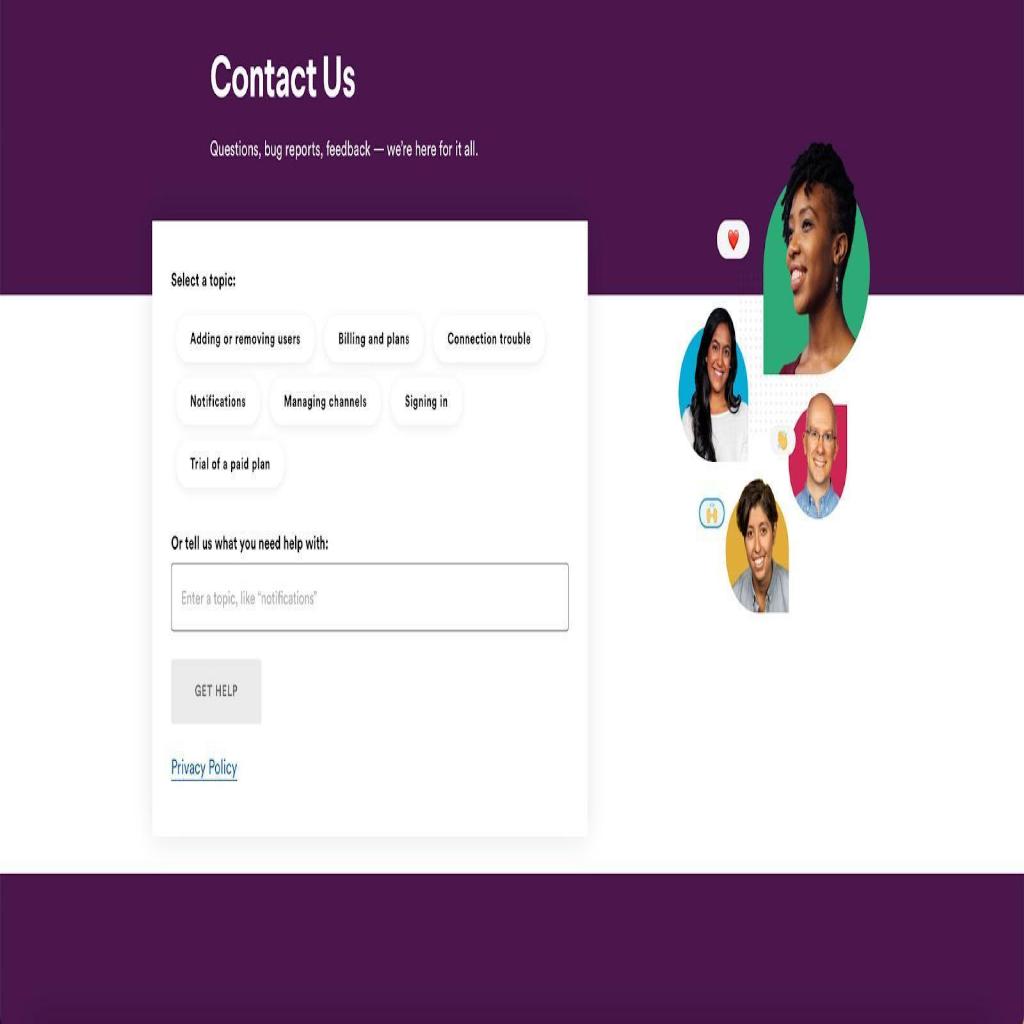 Contact Us
Questions, bug reports, feedback — we're here for it all.
Select a topic:
Adding or removing users
Billing and plans
Connection trouble
Notifications
Managing channels
Signing in
Trial of a paid plan
Or tell us what you need help with:
Enter a topic, like “notifications”
GET HELP
Privacy Policy